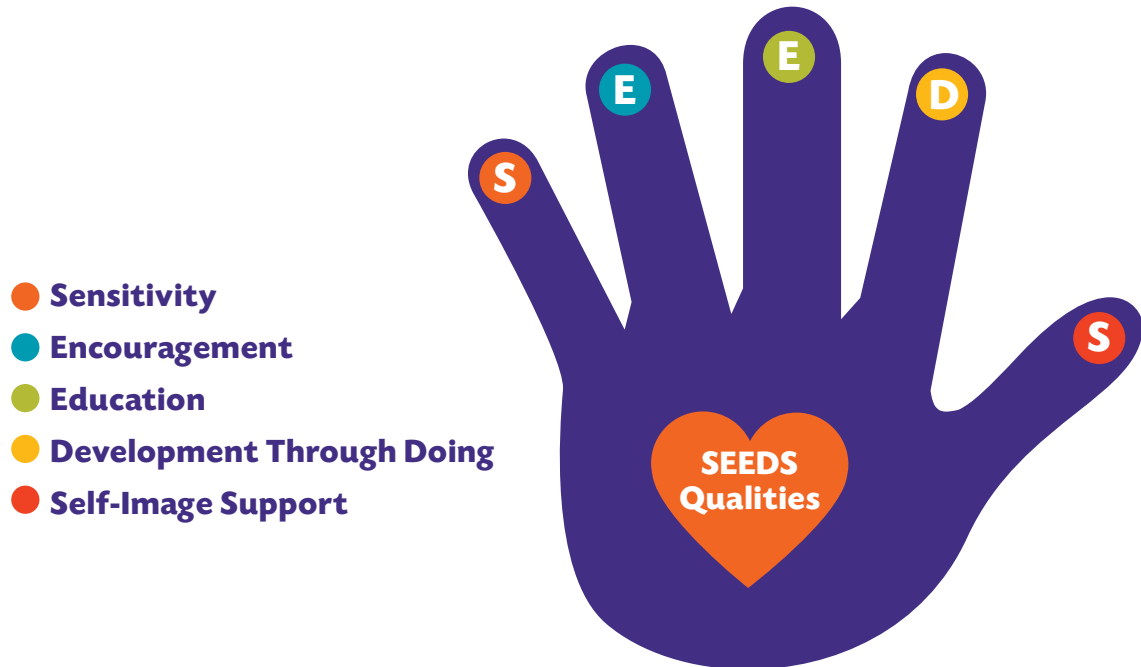 Sensitivity
Encouragement
Education
Development Through Doing
Self-Image Support
S
E
E
D
S
SEEDS
Qualities